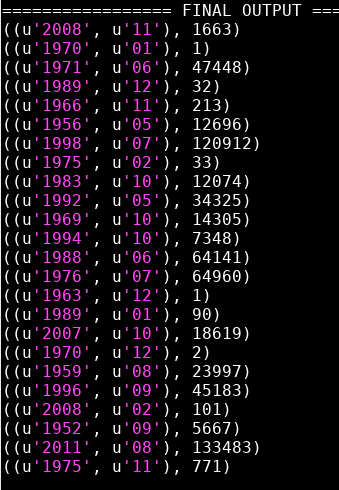 ================= FINAL OUTPUT ===
((u'2008', u'11'), 1663)
((u'1970', u'01'), 1)
((u'1971', u'06'), 47448)
((u'1989', u'12'), 32)
((u'1966', u'11'), 213)
((u'1956', u'05'), 12696)
((u'1998', u'07'), 120912)
((u'1975', u'02'), 33)
((u'1983', u'10'), 12074)
((u'1992', u'05'), 34325)
((u'1969', u'10'), 14305)
((u'1994', u'10'), 7348)
((u'1988', u'06'), 64141)
((u'1976', u'07'), 64960)
((u'1963', u'12'), 1)
((u'1989', u'01'), 90)
((u'2007', u'10'), 18619)
((u'1970', u'12'), 2)
((u'1959', u'08'), 23997)
((u'1996', u'09'), 45183)
((u'2008', u'02'), 101)
((u'1952', u'09'), 5667)
((u'2011', u'08'), 133483)
((u'1975', u'11'), 771)